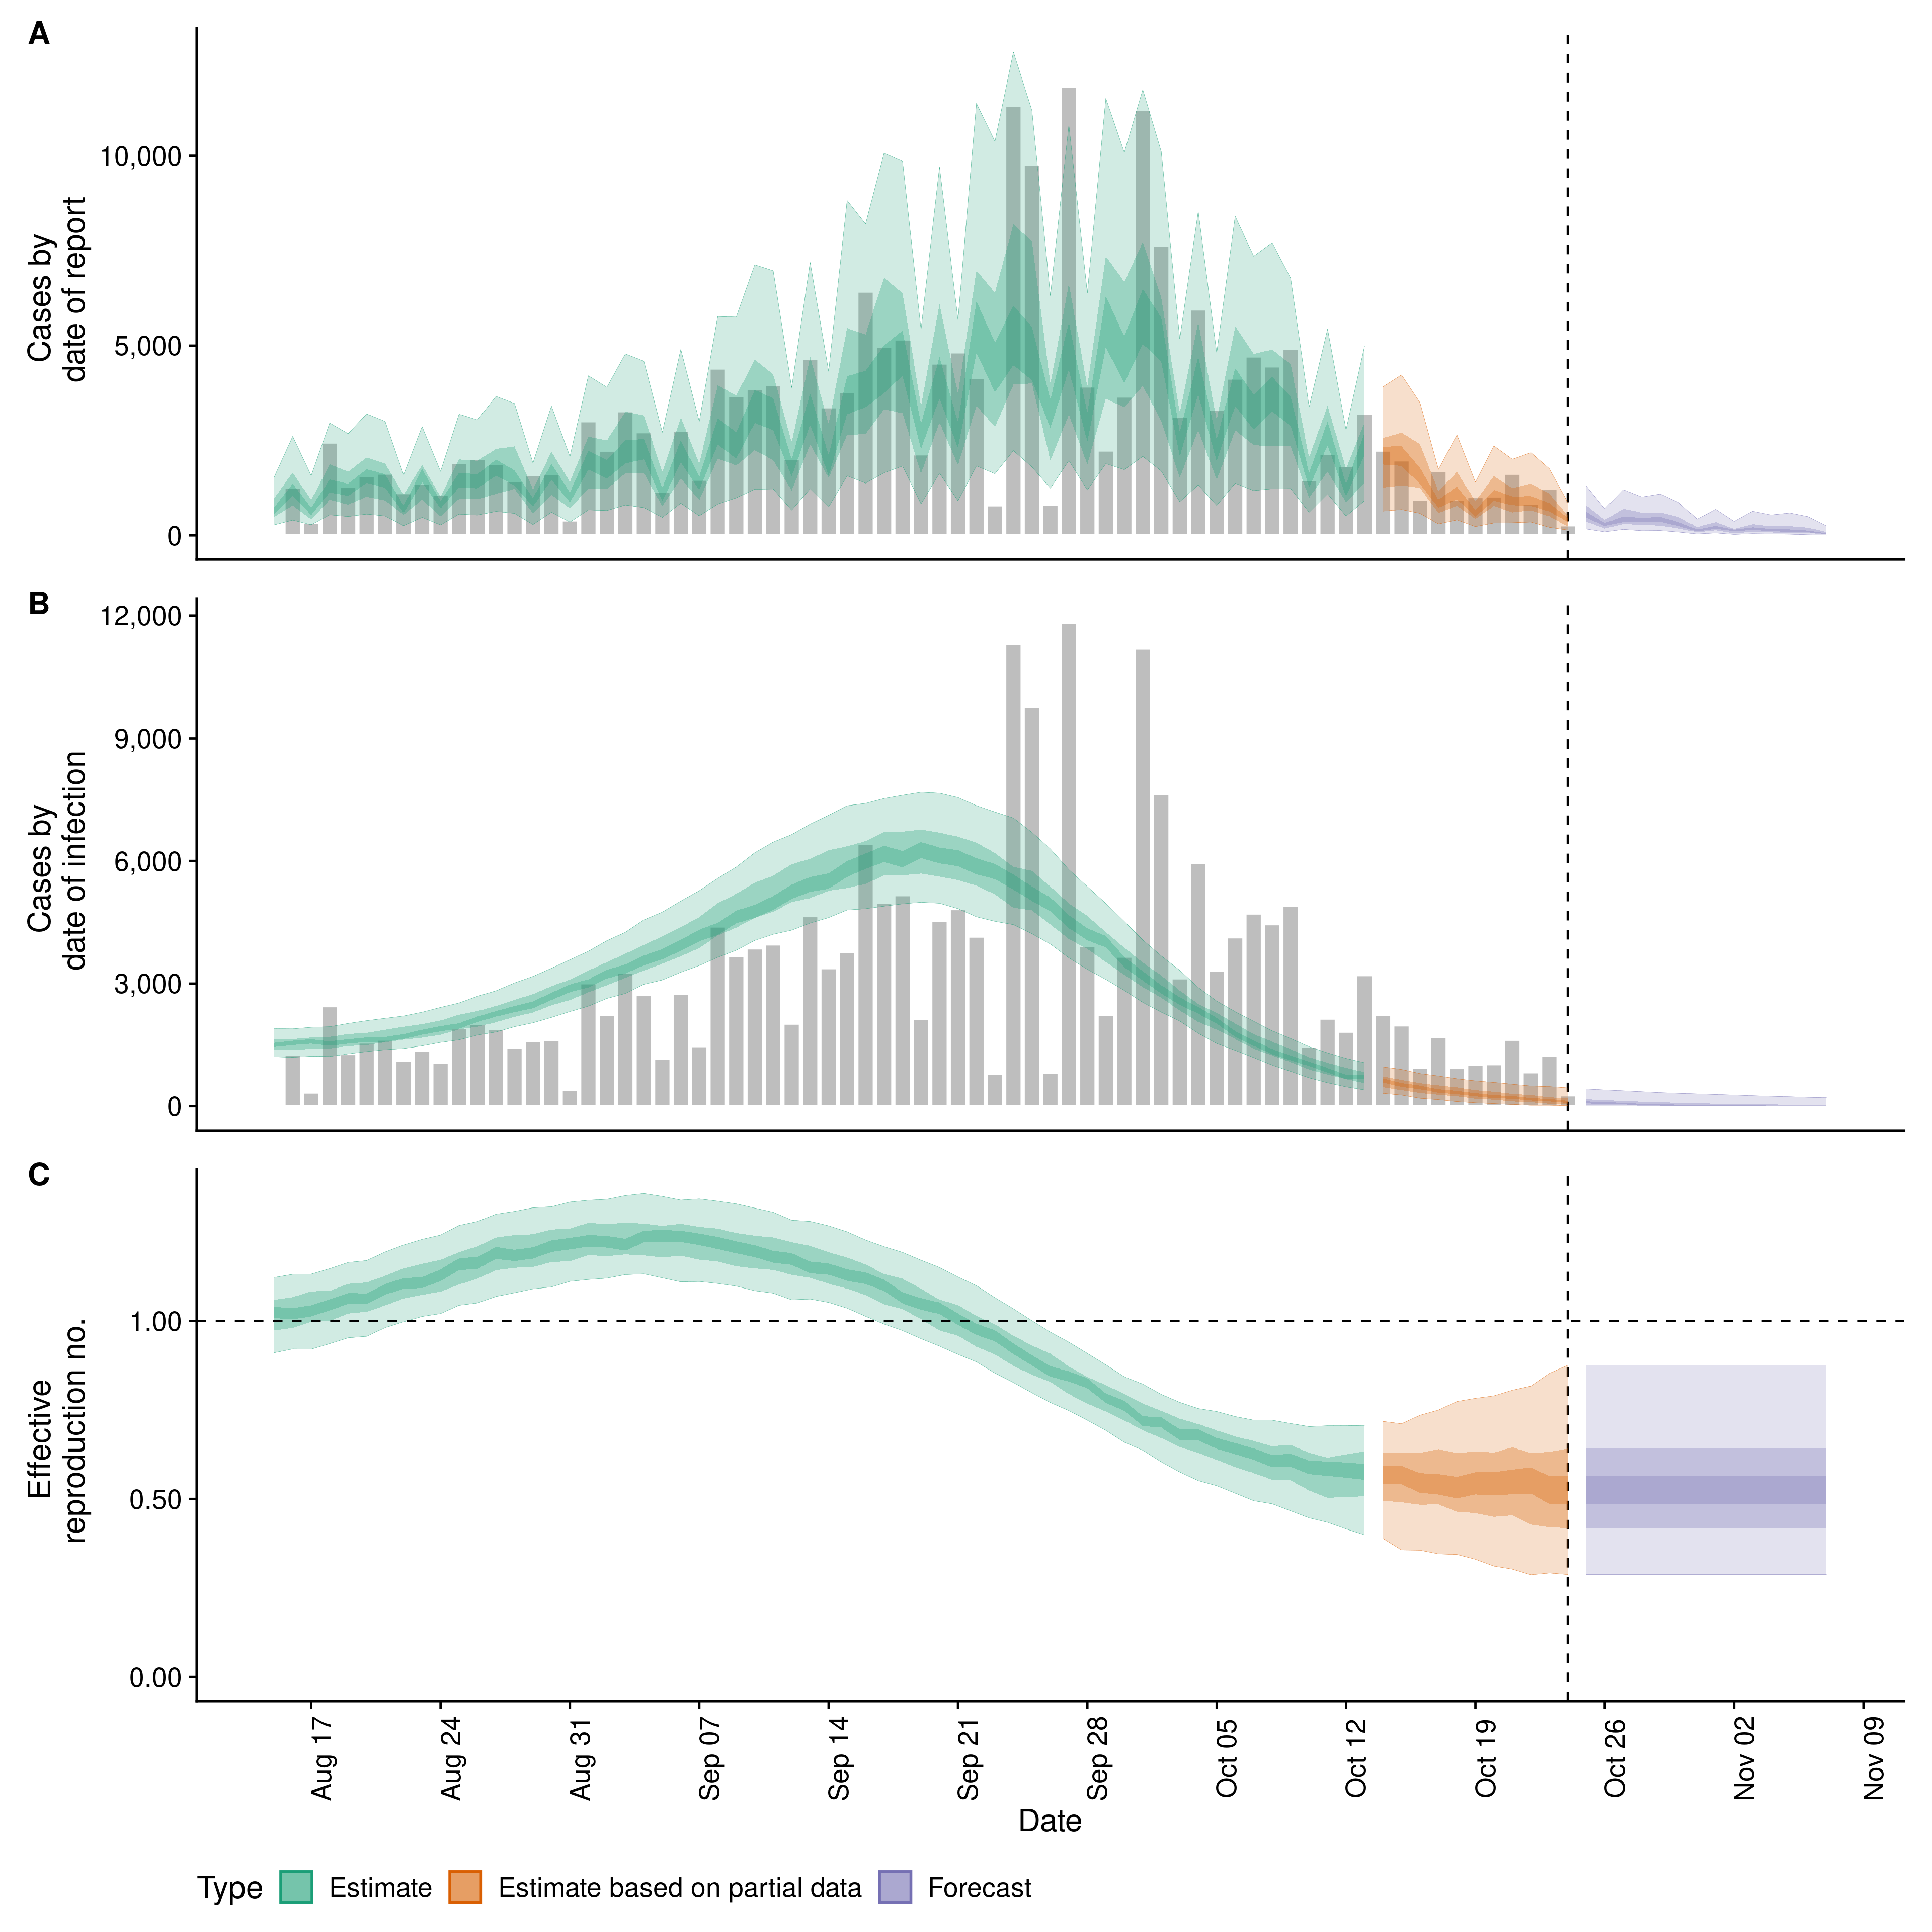 A
Cases by
date of report
10,000
5,000
0
B
Cases by
date of infection
12,000
9,000
6,000
3,000
0
C
Effective
reproduction no.
1.00
0.50
0.00
Aug 17
Aug 24
Aug 31
Sep 07
Sep 14
Sep 21
Sep 28
Oct 05
Oct 12
Oct 19
Oct 26
Nov 02
Nov 09
Date
Type Estimate Estimate based on partial data Forecast